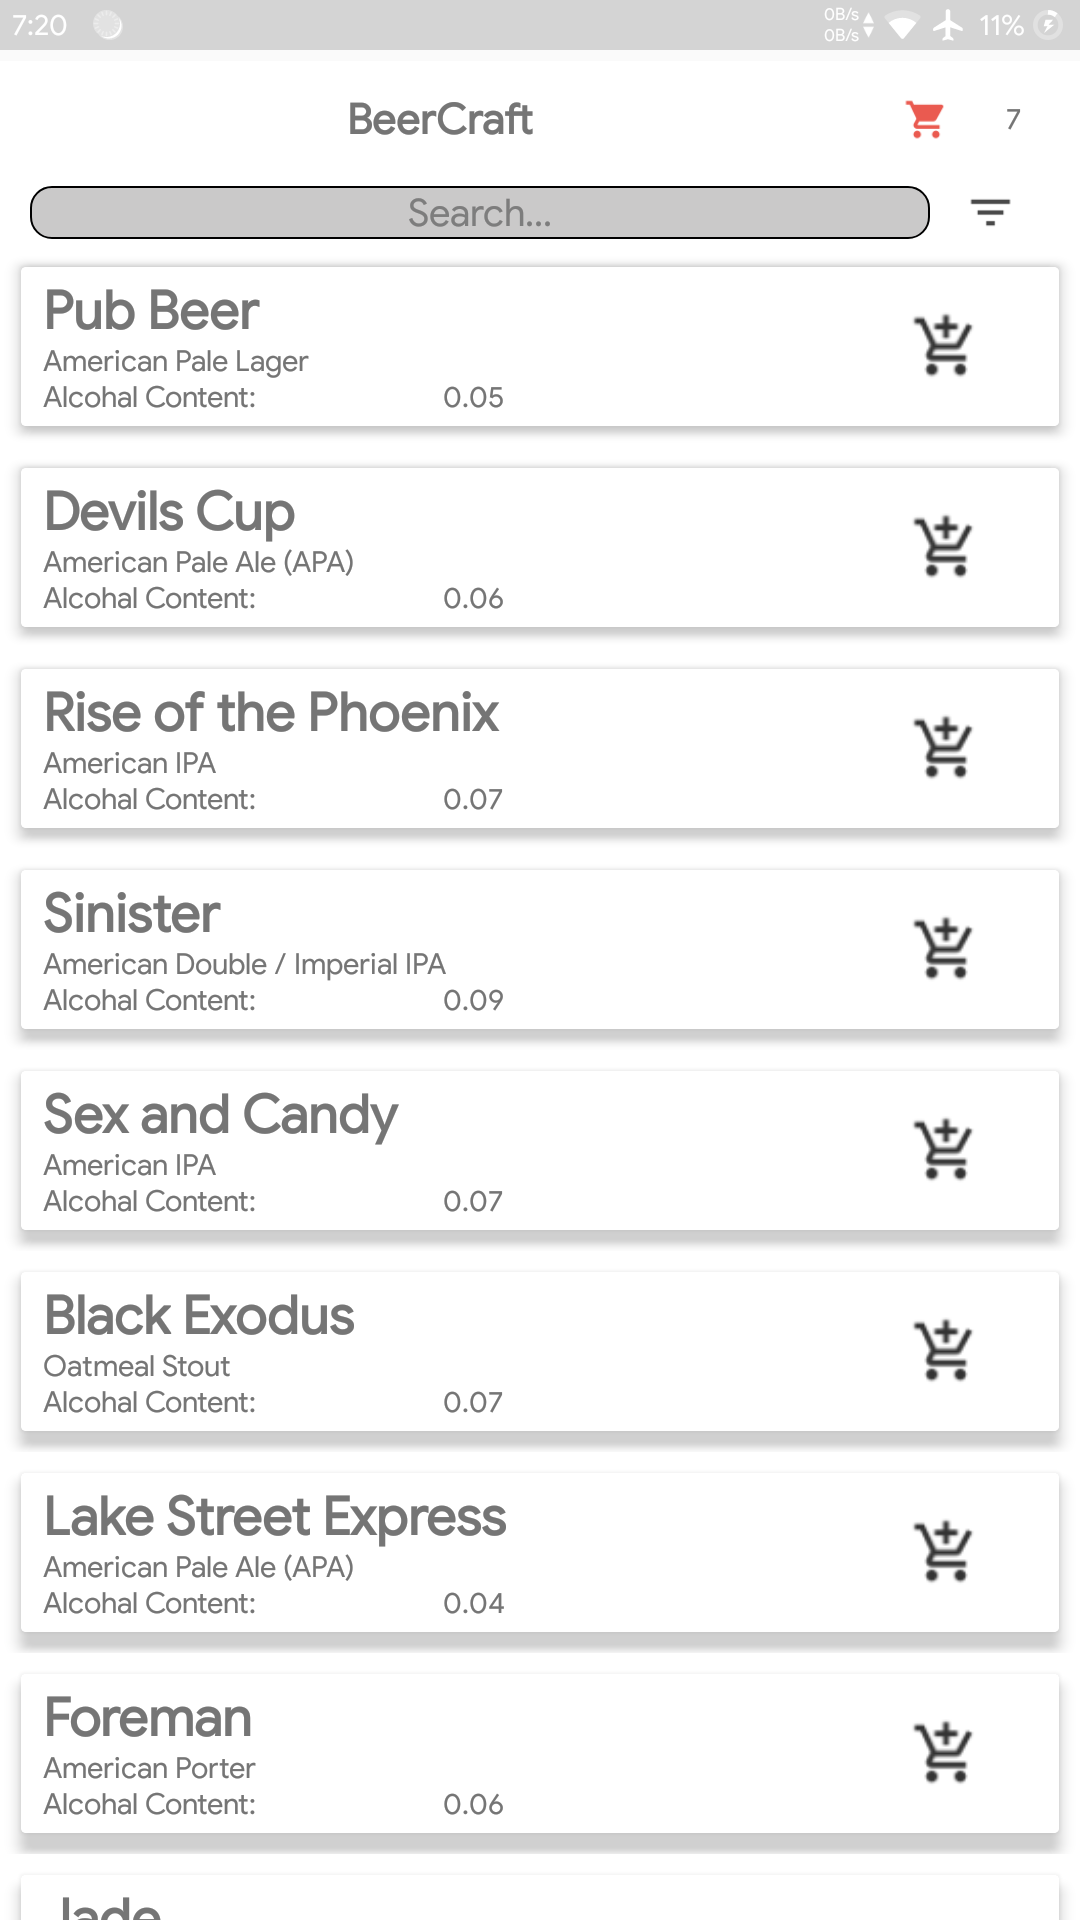 7:20
0B/s
0B/s
11%
BeerCraft
7
Search...
Pub Beer
American Pale Lager
Alcohal Content: 0.05
Devils Cup
American Pale Ale (APA)
Alcohal Content: 0.06
Rise of the Phoenix
American IPA
Alcohal Content: 0.07
Sinister
American Double / Imperial IPA
Alcohal Content: 0.09
Sex and Candy
American IPA
Alcohal Content: 0.07
Black Exodus
Oatmeal Stout
Alcohal Content: 0.07
Lake Street Express
American Pale Ale (APA)
Alcohal Content: 0.04
Foreman
American Porter
Alcohal Content: 0.06
Jade